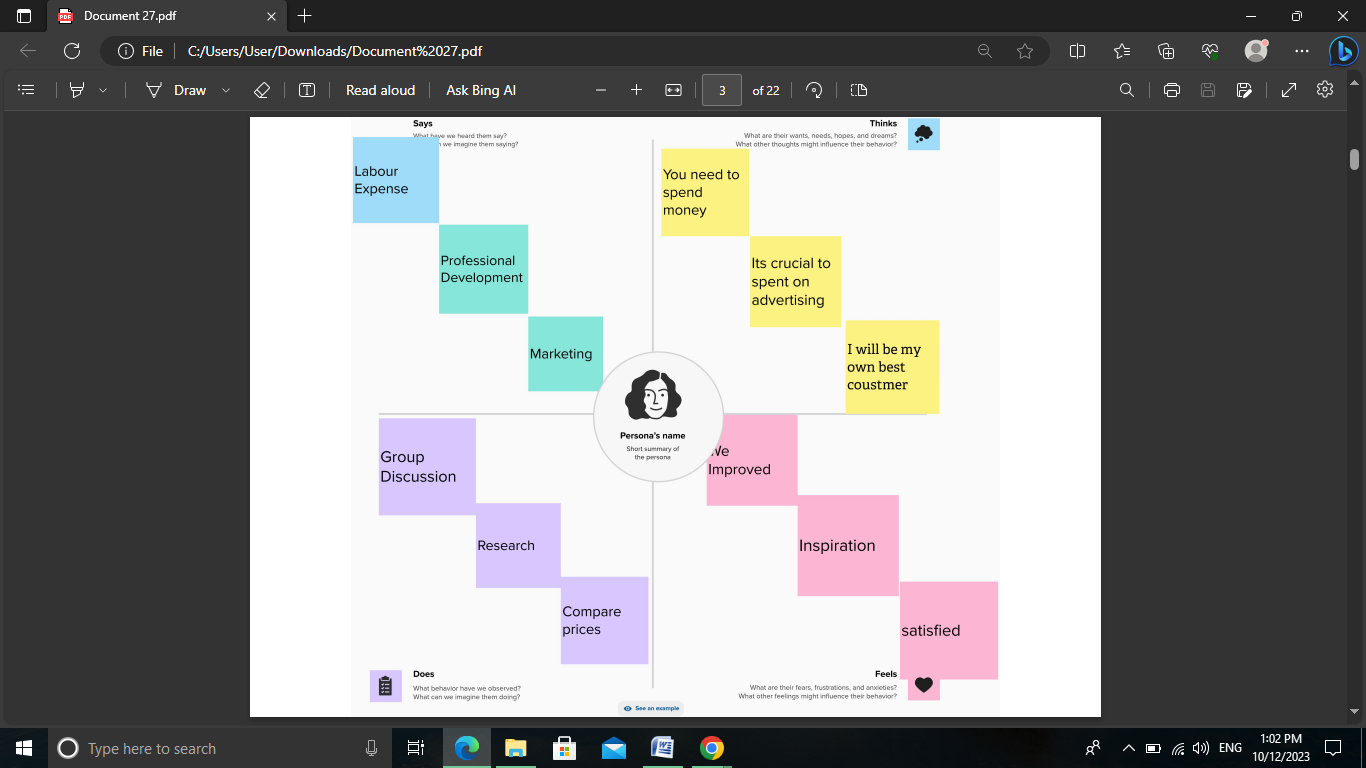 Document 27.pdf
File
C:/Users/User/Downloads/Document%2027.pdf
Draw
Read aloud
Ask Bing AI
3
of 22
Says
What have we heard them say?
we imagine them saying?
Thinks
What are their wants, needs, hopes, and dreams?
What other thoughts might influence their behavior?
Labour
Expense
Professional
Development
Marketing
You need to
spend
money
Its crucial to
spent on
advertising
I will be my
own best
coustmer
Persona's name
Short summary of
the persona
Group
Discussion
Research
Compare
prices
We
Improved
Inspiration
satisfied
Does
What behavior have we observed?
What can we imagine them doing?
Feels
What are their fears, frustrations, and anxieties?
What other feelings might influence their behavior?
See an example
Type here to search
ENG
1:02 PM
10/12/2023